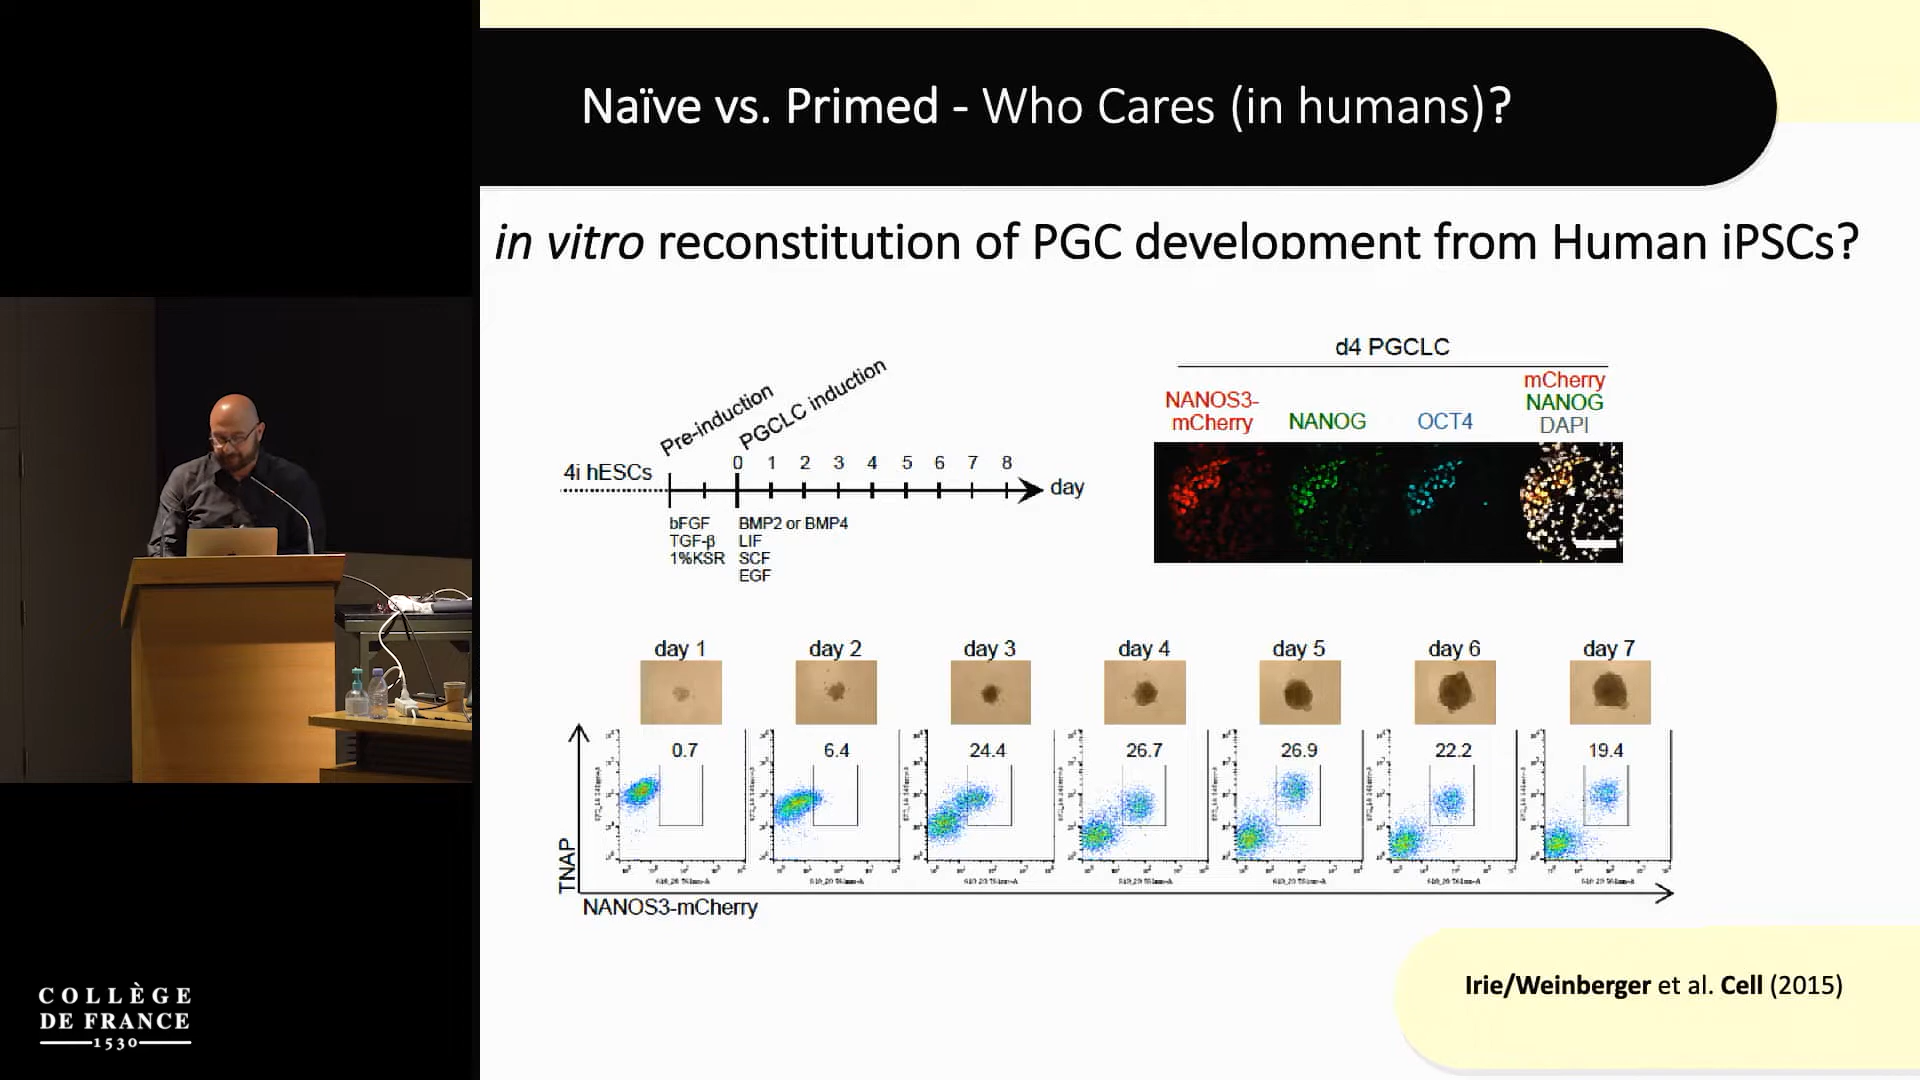 Naïve vs. Primed - Who Cares (in humans)?
in vitro reconstitution of PGC development from Human iPSCs?
Pre-induction
PGCLC induction
4i hESCs
0 1 2 3 4 5 6 7 8
day
bFGF
TGF-β
1%KSR
BMP2 or BMP4
LIF
SCF
EGF
d4 PGCLC
NANOS3-
mCherry
NANOG
OCT4
mCherry
NANOG
DAPI
day 1 day 2 day 3 day 4 day 5 day 6 day 7
0.7 6.4 24.4 26.7 26.9 22.2 19.4
TNAP
NANOS3-mCherry
Irie/Weinberger et al. Cell (2015)
COLLÈGE
DE FRANCE
1530